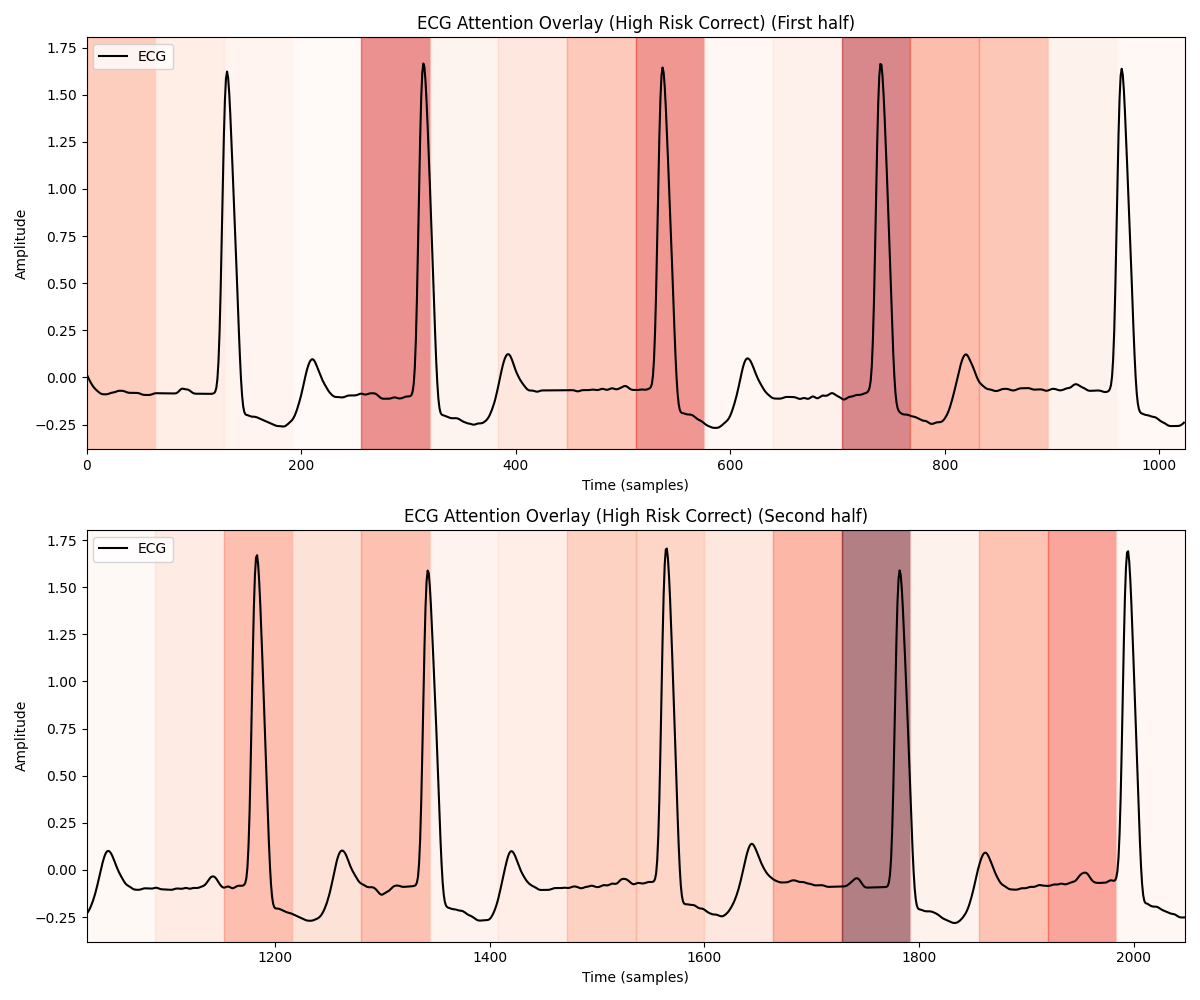 ECG Attention Overlay (High Risk Correct) (First half)
ECG
1.75
1.50
1.25
1.00
0.75
0.50
0.25
0.00
−0.25
Amplitude
0 200 400 600 800 1000
Time (samples)
ECG Attention Overlay (High Risk Correct) (Second half)
ECG
1.75
1.50
1.25
1.00
0.75
0.50
0.25
0.00
−0.25
Amplitude
1200 1400 1600 1800 2000
Time (samples)